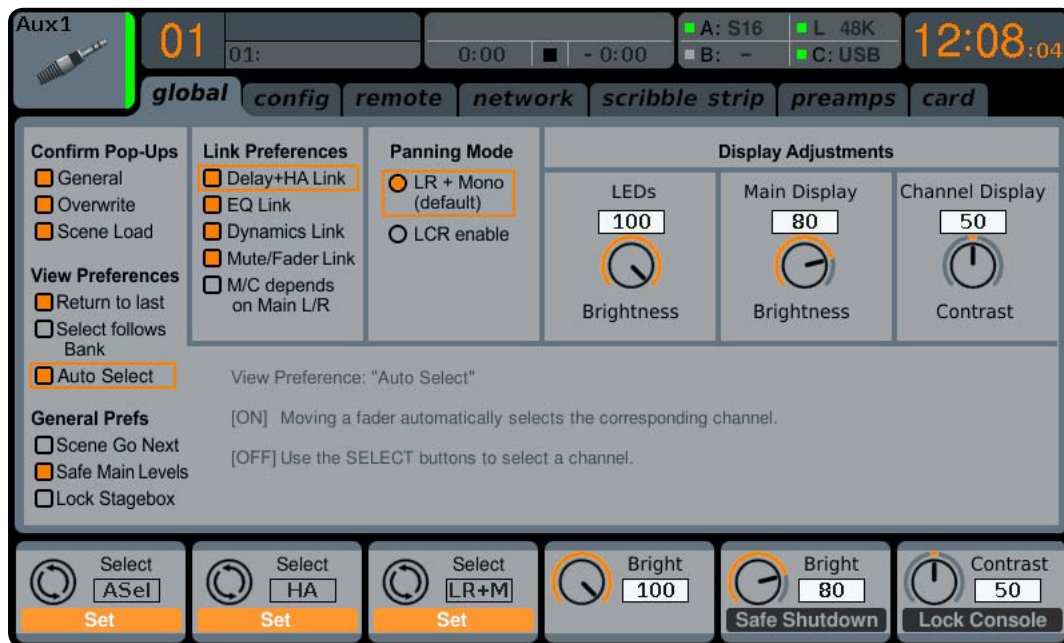 Aux1
01
01:
0:00
- 0:00
A: S16
B: -
L 48K
C: USB
12:08:04
global
config
remote
network
scribble strip
preamps
card
Confirm Pop-Ups
General
Overwrite
Scene Load
View Preferences
Return to last
Select follows
Bank
Auto Select
General Prefs
Scene Go Next
Safe Main Levels
Lock Stagebox
Link Preferences
Delay+HA Link
EQ Link
Dynamics Link
Mute/Fader Link
M/C depends
on Main L/R
Panning Mode
LR + Mono
(default)
LCR enable
Display Adjustments
LEDs
100
Brightness
Main Display
80
Brightness
Channel Display
50
Contrast
View Preference: "Auto Select"
[ON] Moving a fader automatically selects the corresponding channel.
[OFF] Use the SELECT buttons to select a channel.
Select
ASel
Set
Select
HA
Set
Select
LR+M
Set
Bright
100
Bright
80
Safe Shutdown
Contrast
50
Lock Console